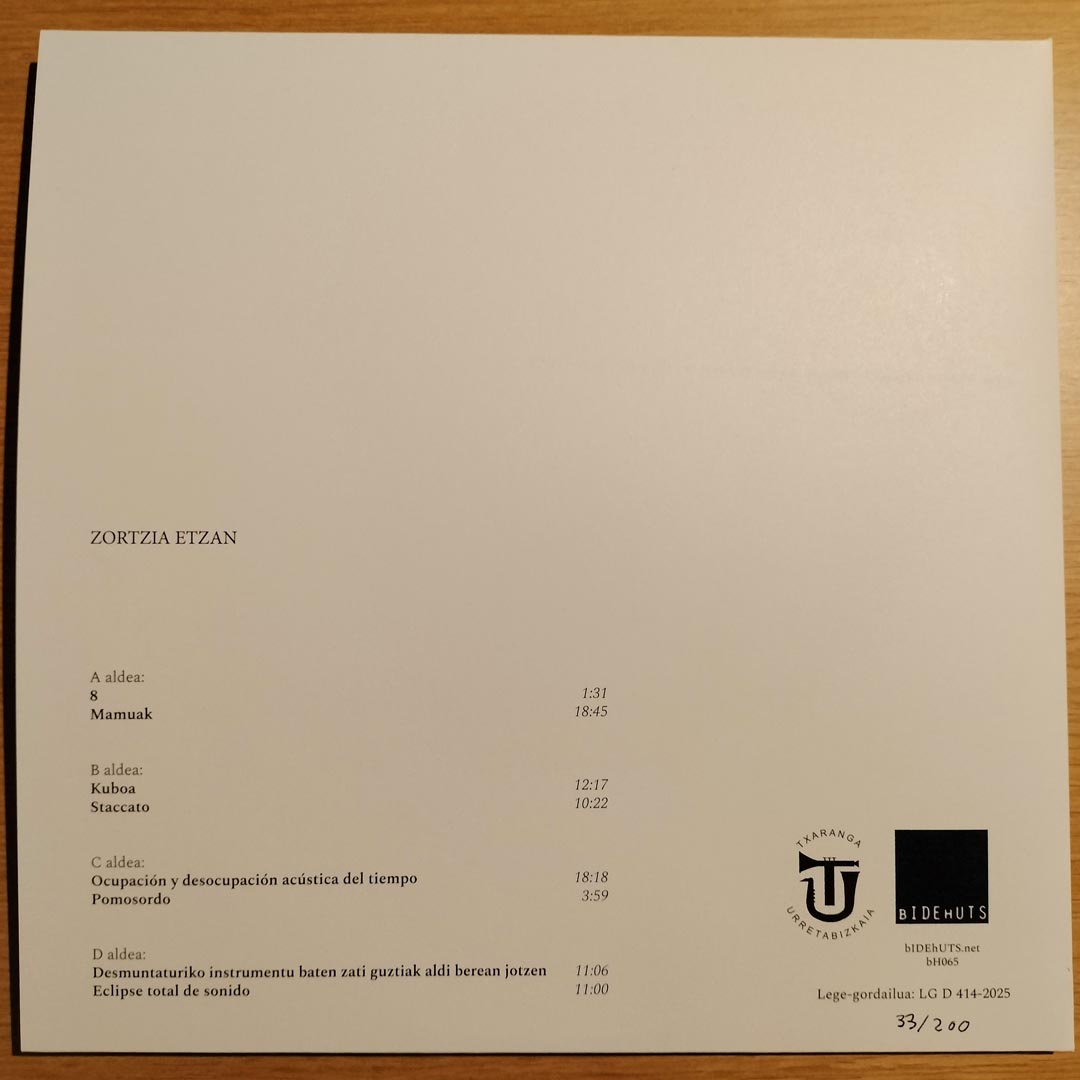 ZORTZIA ETZAN
A aldea:
8 1:31
Mamuak 18:45
B aldea:
Kuboa 12:17
Staccato 10:22
C aldea:
Ocupación y desocupación acústica del tiempo 18:18
Pomosordo 3:59
D aldea:
Desmuntaturiko instrumentu baten zati guztiak aldi berean jotzen 11:06
Eclipse total de sonido 11:00
TXARANGA
URRETABIZKAIA
bIDEhUTS
bIDEhUTS.net
bH065
Lege-gordailua: LG D 414-2025
33/200